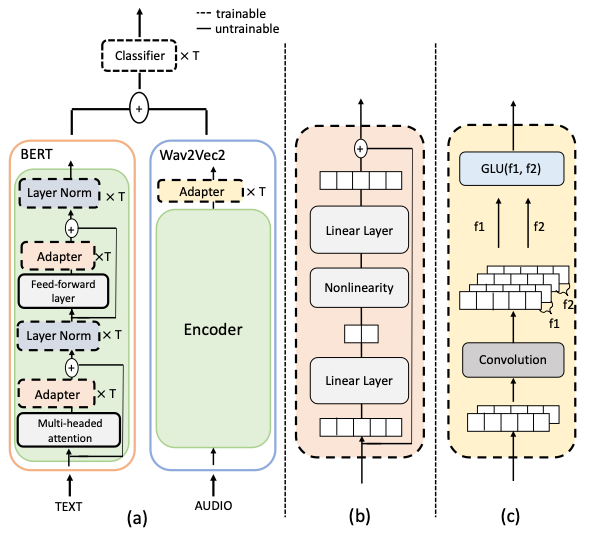 trainable
untrainable
Classifier × T
+
BERT
Layer Norm × T
+
Adapter ×T
Feed-forward
layer
Layer Norm × T
+
Adapter × T
Multi-headed
attention
TEXT
Wav2Vec2
Adapter × T
Encoder
AUDIO
(a)
+
Linear Layer
Nonlinearity
Linear Layer
(b)
GLU(f1, f2)
f1 f2
f2
f1
Convolution
(c)